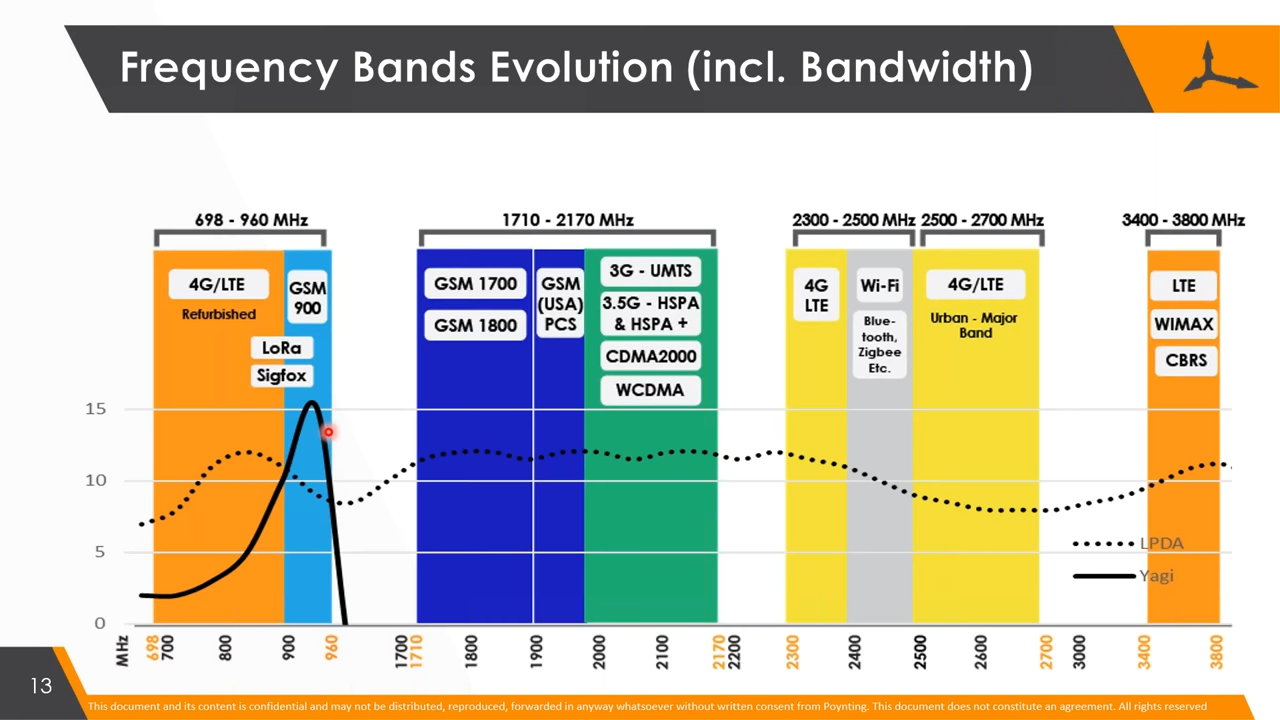 Frequency Bands Evolution (incl. Bandwidth)
698 - 960 MHz
1710 - 2170 MHz
2300 - 2500 MHz
2500 - 2700 MHz
3400 - 3800 MHz
4G/LTE
Refurbished
GSM
900
LoRa
Sigfox
GSM 1700
GSM 1800
GSM
(USA)
PCS
3G - UMTS
3.5G - HSPA
& HSPA +
CDMA2000
WCDMA
4G
LTE
Wi-Fi
Blue-
tooth,
Zigbee
Etc.
4G/LTE
Urban - Major
Band
LTE
WIMAX
CBRS
15
10
5
0
LPDA
Yagi
MHz
698
700
800
900
960
1700
1710
1800
1900
2000
2100
2170
2200
2300
2400
2500
2600
2700
3000
3400
3800
13
This document and its content is confidential and may not be distributed, reproduced, forwarded in anyway whatsoever without written consent from Poynting. This document does not constitute an agreement. All rights reserved